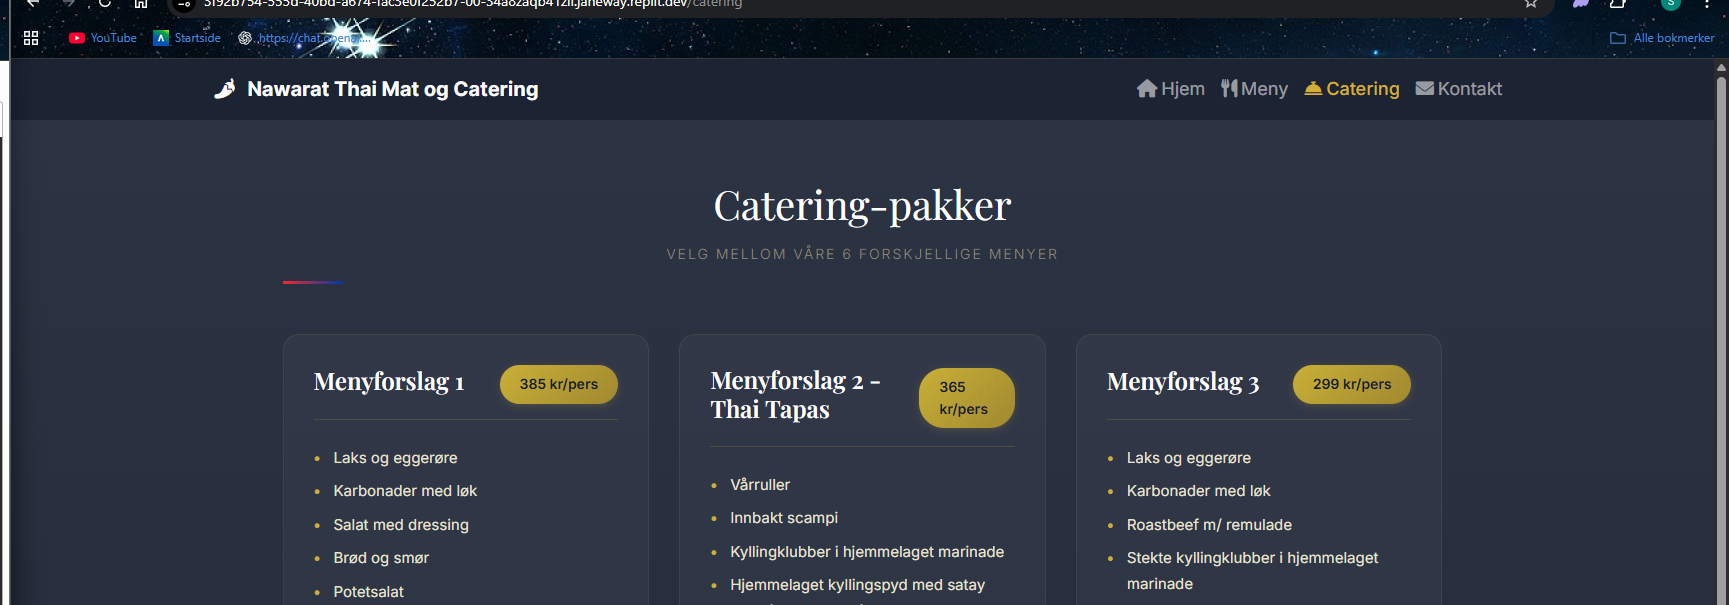 3f92b754-555d-40bd-a674-fac3e0f252b7-00-34a8zaqb41zii.janeway.replit.dev/catering
YouTube
Startside
https://chat.openai....
Alle bokmerker
Nawarat Thai Mat og Catering
Hjem
Meny
Catering
Kontakt
Catering-pakker
VELG MELLOM VÅRE 6 FORSKJELLIGE MENYER
Menyforslag 1
385 kr/pers
Laks og eggerøre
Karbonader med løk
Salat med dressing
Brød og smør
Potetsalat
Menyforslag 2 -
Thai Tapas
365
kr/pers
Vårruller
Innbakt scampi
Kyllingklubber i hjemmelaget marinade
Hjemmelaget kyllingspyd med satay
Menyforslag 3
299 kr/pers
Laks og eggerøre
Karbonader med løk
Roastbeef m/ remulade
Stekte kyllingklubber i hjemmelaget
marinade